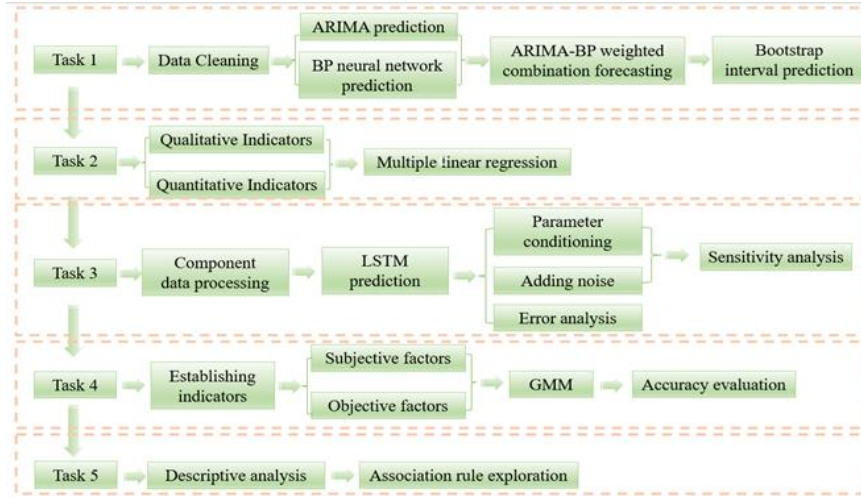 Task 1
Data Cleaning
ARIMA prediction
BP neural network
prediction
ARIMA-BP weighted
combination forecasting
Bootstrap
interval prediction
Task 2
Qualitative Indicators
Quantitative Indicators
Multiple linear regression
Task 3
Component
data processing
LSTM
prediction
Parameter
conditioning
Adding noise
Error analysis
Sensitivity analysis
Task 4
Establishing
indicators
Subjective factors
Objective factors
GMM
Accuracy evaluation
Task 5
Descriptive analysis
Association rule exploration